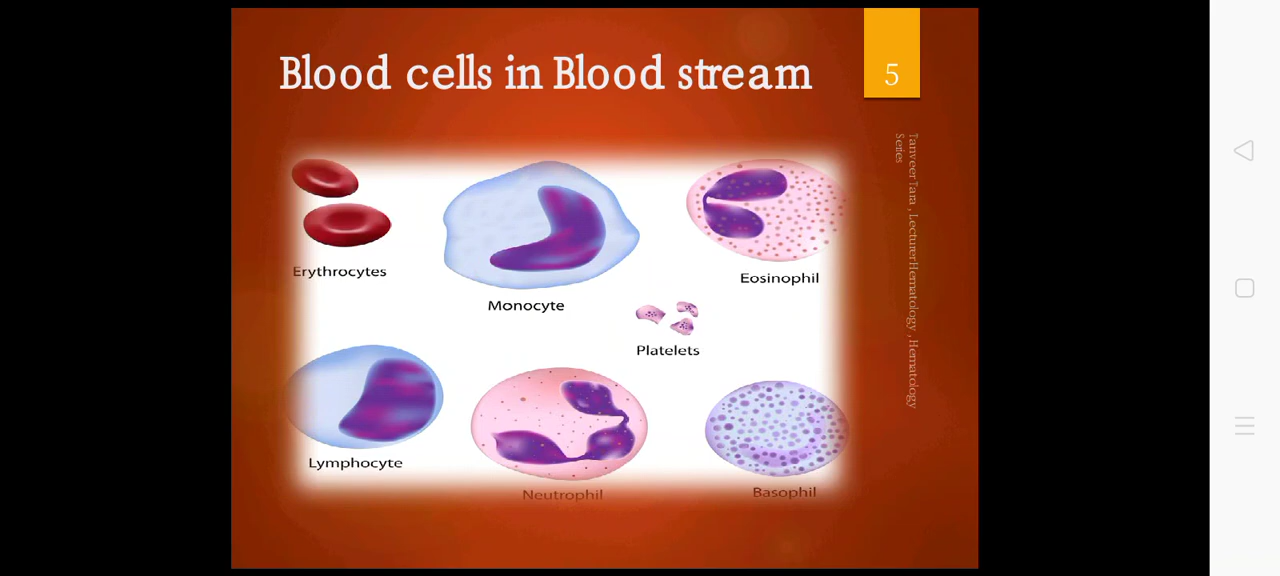 Blood cells in Blood stream
5
Tanveer Tara , Lecturer Hematology , Hematology
Series
Erythrocytes
Monocyte
Eosinophil
Platelets
Lymphocyte
Neutrophil
Basophil